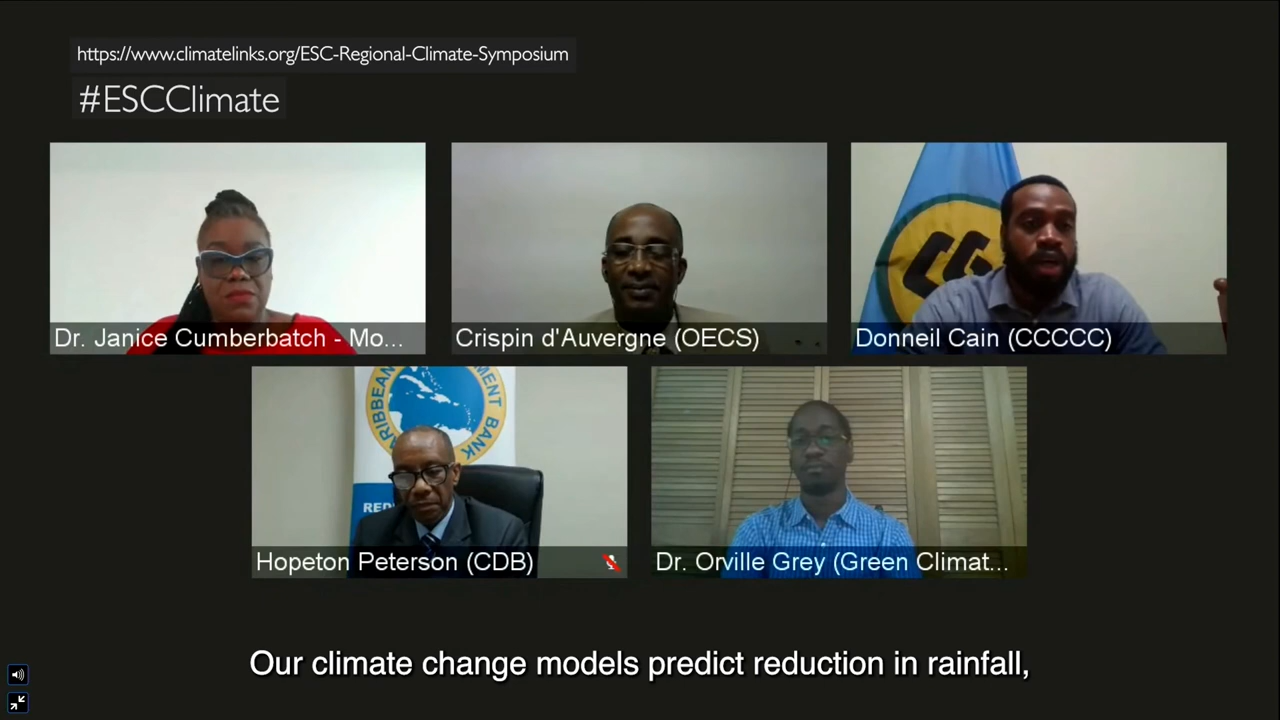 https://www.climatelinks.org/ESC-Regional-Climate-Symposium
#ESCClimate
Dr. Janice Cumberbatch - Mo...
Crispin d'Auvergne (OECS)
Donneil Cain (CCCCC)
BANK
Hopeton Peterson (CDB)
Dr. Orville Grey (Green Climat...
Our climate change models predict reduction in rainfall,